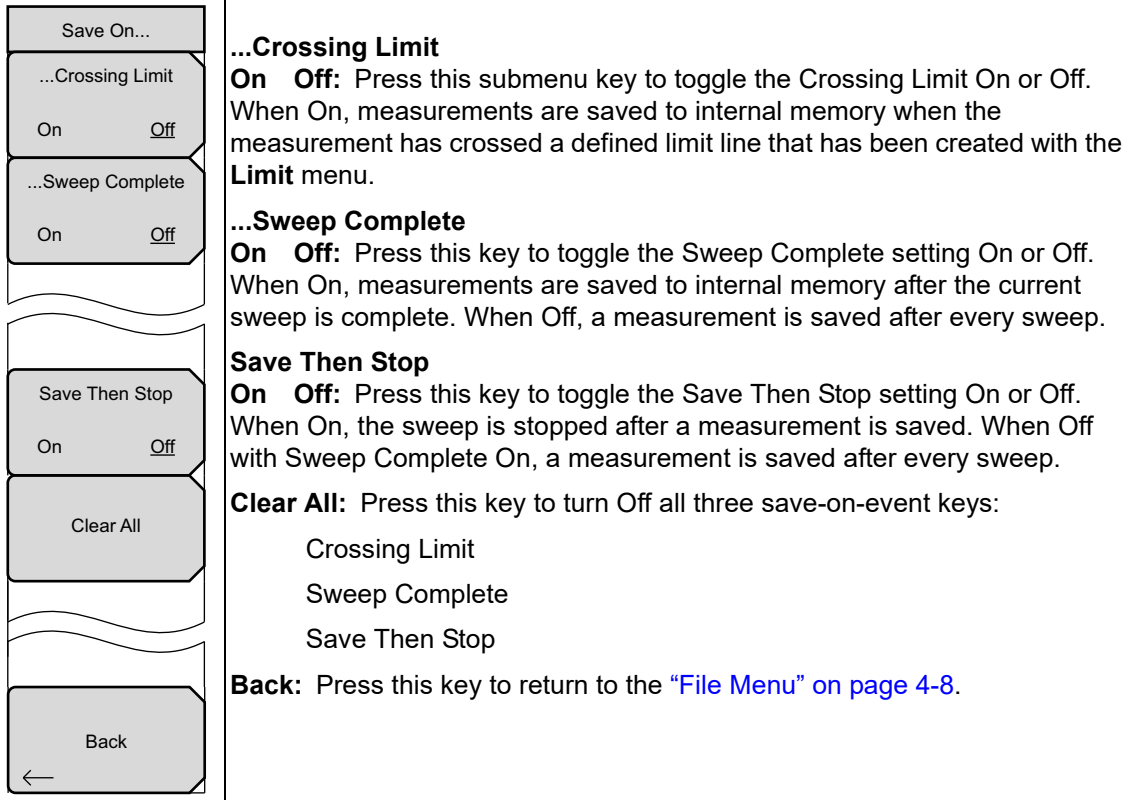 Save On...
...Crossing Limit
On Off
...Sweep Complete
On Off
Save Then Stop
On Off
Clear All
Back
...Crossing Limit
On Off: Press this submenu key to toggle the Crossing Limit On or Off.
When On, measurements are saved to internal memory when the
measurement has crossed a defined limit line that has been created with the
Limit menu.
...Sweep Complete
On Off: Press this key to toggle the Sweep Complete setting On or Off.
When On, measurements are saved to internal memory after the current
sweep is complete. When Off, a measurement is saved after every sweep.
Save Then Stop
On Off: Press this key to toggle the Save Then Stop setting On or Off.
When On, the sweep is stopped after a measurement is saved. When Off
with Sweep Complete On, a measurement is saved after every sweep.
Clear All: Press this key to turn Off all three save-on-event keys:
Crossing Limit
Sweep Complete
Save Then Stop
Back: Press this key to return to the “File Menu” on page 4-8.